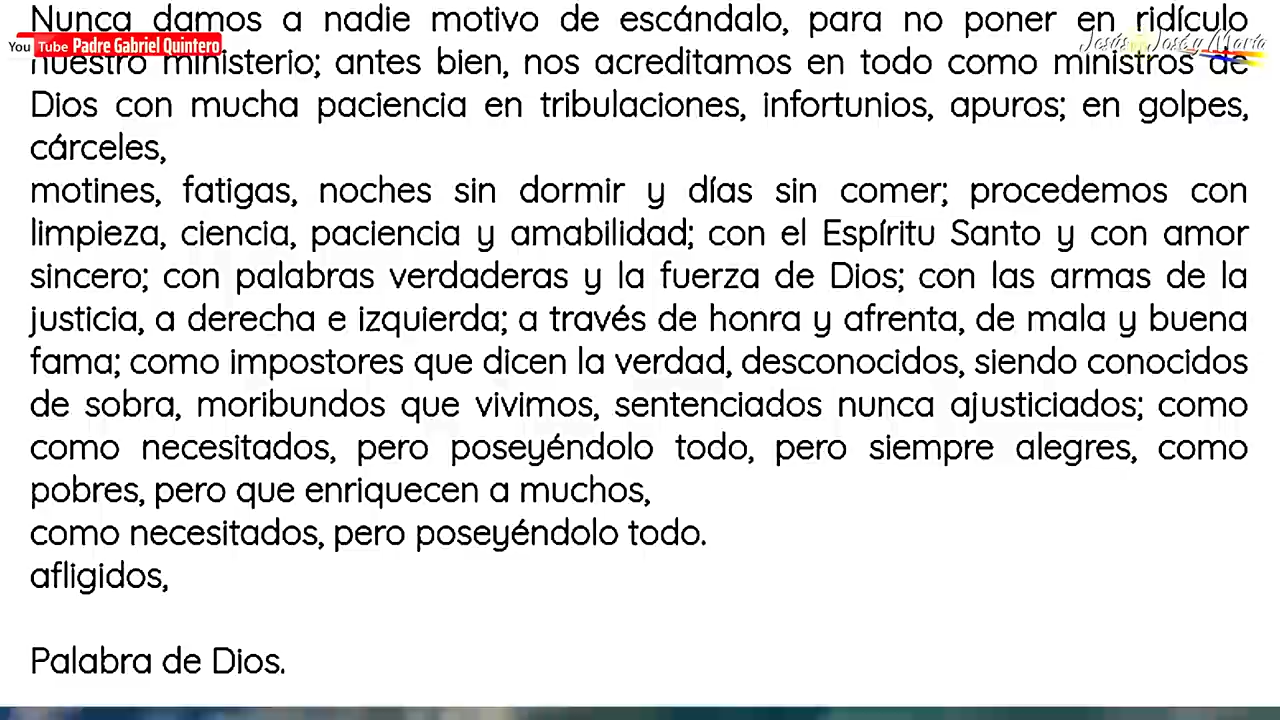 Nunca damos a nadie motivo de escándalo, para no poner en ridículo
You Tube Padre Gabriel Quintero
Jesús, José y María
nuestro ministerio; antes bien, nos acreditamos en todo como ministros de
Dios con mucha paciencia en tribulaciones, infortunios, apuros; en golpes,
cárceles,
motines, fatigas, noches sin dormir y días sin comer; procedemos con
limpieza, ciencia, paciencia y amabilidad; con el Espíritu Santo y con amor
sincero; con palabras verdaderas y la fuerza de Dios; con las armas de la
justicia, a derecha e izquierda; a través de honra y afrenta, de mala y buena
fama; como impostores que dicen la verdad, desconocidos, siendo conocidos
de sobra, moribundos que vivimos, sentenciados nunca ajusticiados; como
como necesitados, pero poseyéndolo todo, pero siempre alegres, como
pobres, pero que enriquecen a muchos,
como necesitados, pero poseyéndolo todo.
afligidos,
Palabra de Dios.